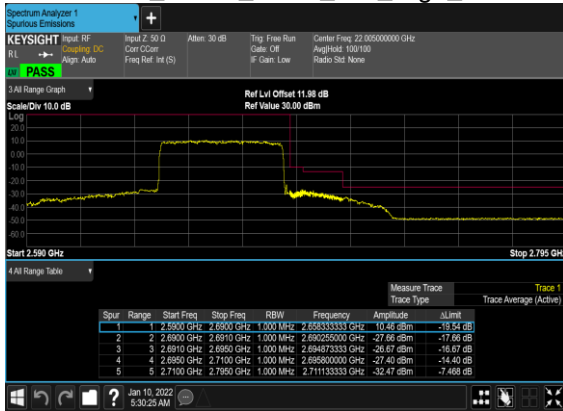 Spectrum Analyzer 1
Spurious Emissions
+
KEYSIGHT Input: RF Input Z: 50 Ω Atten: 30 dB Trig: Free Run Center Freq: 22.005000000 GHz
RL Coupling: DC Corr CCorr Gate: Off Avg|Hold: 100/100
Align: Auto Freq Ref: Int (S) IF Gain: Low Radio Std: None
PASS
3 All Range Graph
Ref Lvl Offset 11.98 dB
Scale/Div 10.0 dB Ref Value 30.00 dBm
Log
20.0
10.0
0.00
-10.0
-20.0
-30.0
-40.0
-50.0
-60.0
Start 2.590 GHz Stop 2.795 GH
4 All Range Table
Measure Trace Trace 1
Trace Type Trace Average (Active)
Spur Range Start Freq Stop Freq RBW Frequency Amplitude ΔLimit
1 1 2.5900 GHz 2.6900 GHz 1.000 MHz 2.658333333 GHz 10.46 dBm -19.54 dB
2 2 2.6900 GHz 2.6910 GHz 1.000 MHz 2.690255000 GHz -27.66 dBm -17.66 dB
3 3 2.6910 GHz 2.6950 GHz 1.000 MHz 2.694873333 GHz -26.67 dBm -16.67 dB
4 4 2.6950 GHz 2.7100 GHz 1.000 MHz 2.695800000 GHz -27.40 dBm -14.40 dB
5 5 2.7100 GHz 2.7950 GHz 1.000 MHz 2.711133333 GHz -32.47 dBm -7.468 dB
? Jan 10, 2022
5:30:25 AM